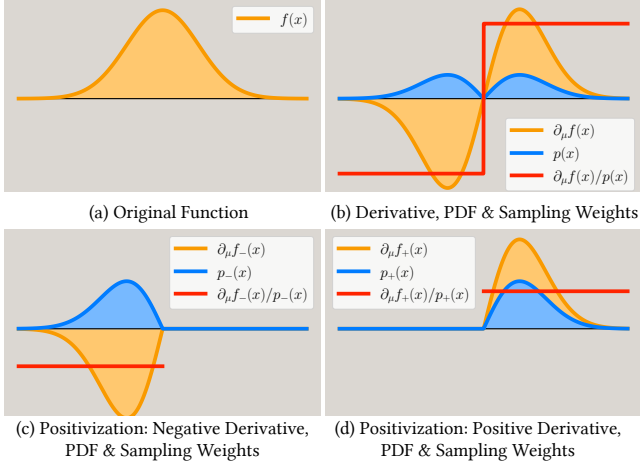 f(x)
∂μf(x)
p(x)
∂μf(x)/p(x)
(a) Original Function
(b) Derivative, PDF & Sampling Weights
∂μf₋(x)
p₋(x)
∂μf₋(x)/p₋(x)
∂μf₊(x)
p₊(x)
∂μf₊(x)/p₊(x)
(c) Positivization: Negative Derivative,
PDF & Sampling Weights
(d) Positivization: Positive Derivative,
PDF & Sampling Weights